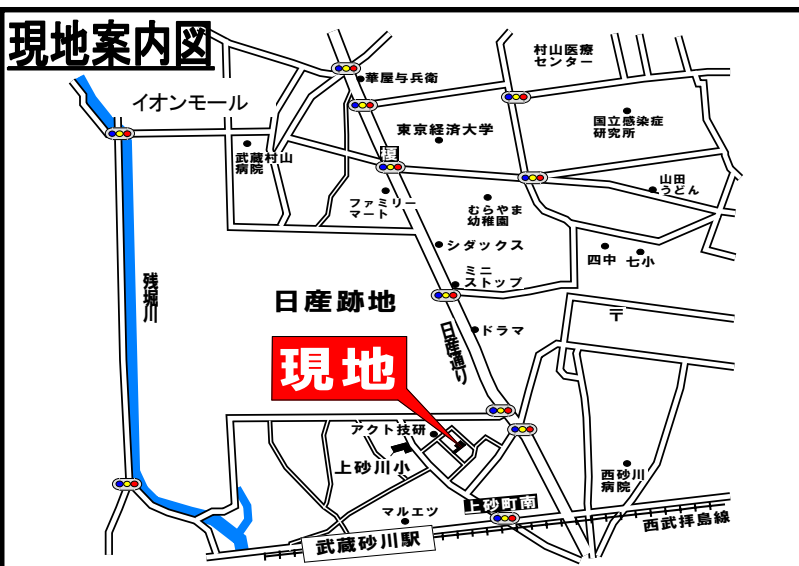 現地案内図
村山医療
センター
華屋与兵衛
イオンモール
国立感染症
研究所
東京経済大学
榎
武蔵村山
病院
山田
うどん
ファミリー
マート
むらやま
幼稚園
シダックス
四中
七小
ミニ
ストップ
残堀川
日産跡地
〒
ドラマ
日産通り
現地
アクト技研
上砂川小
西砂川
病院
上砂町南
マルエツ
西武拝島線
武蔵砂川駅